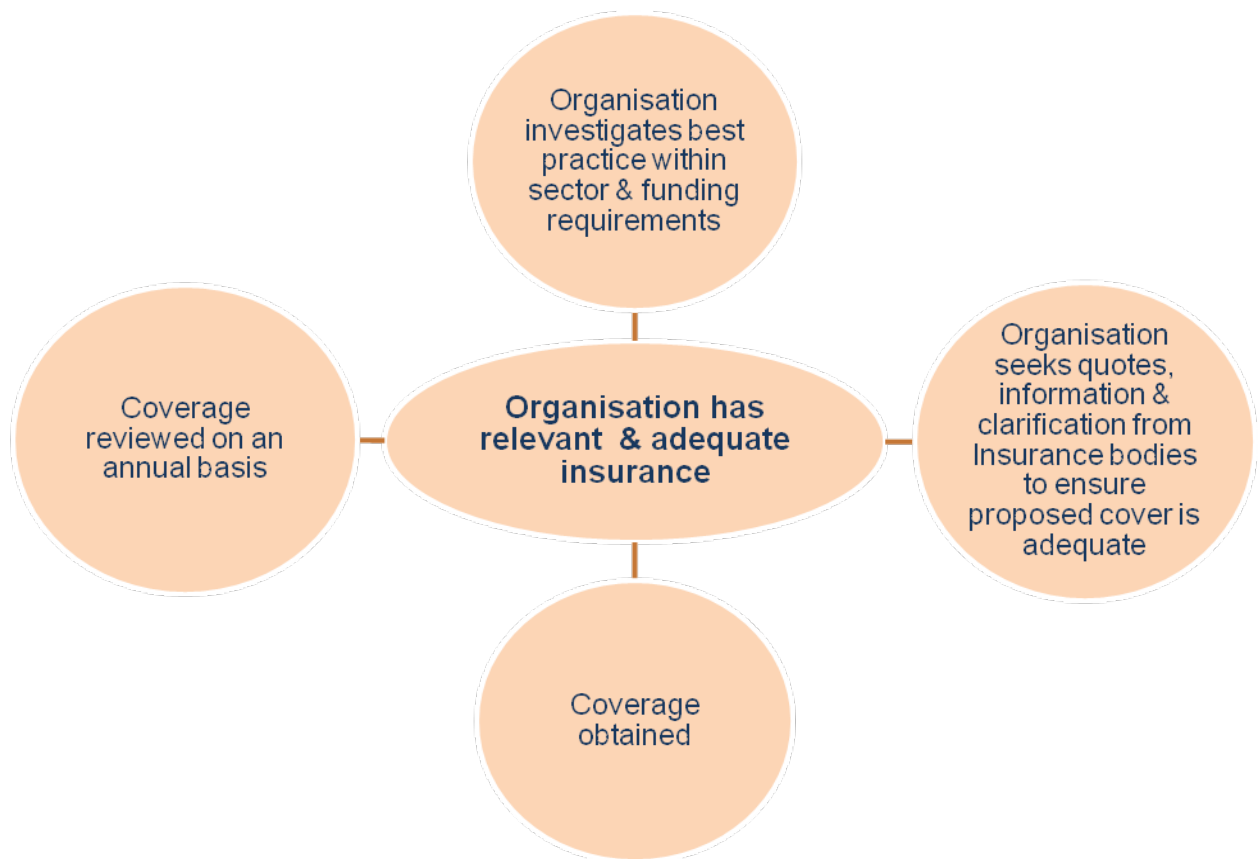 Organisation
investigates best
practice within
sector & funding
requirements
Organisation
seeks quotes,
information &
clarification from
Insurance bodies
to ensure
proposed cover is
adequate
Organisation has
relevant & adequate
insurance
Coverage
reviewed on an
annual basis
Coverage
obtained